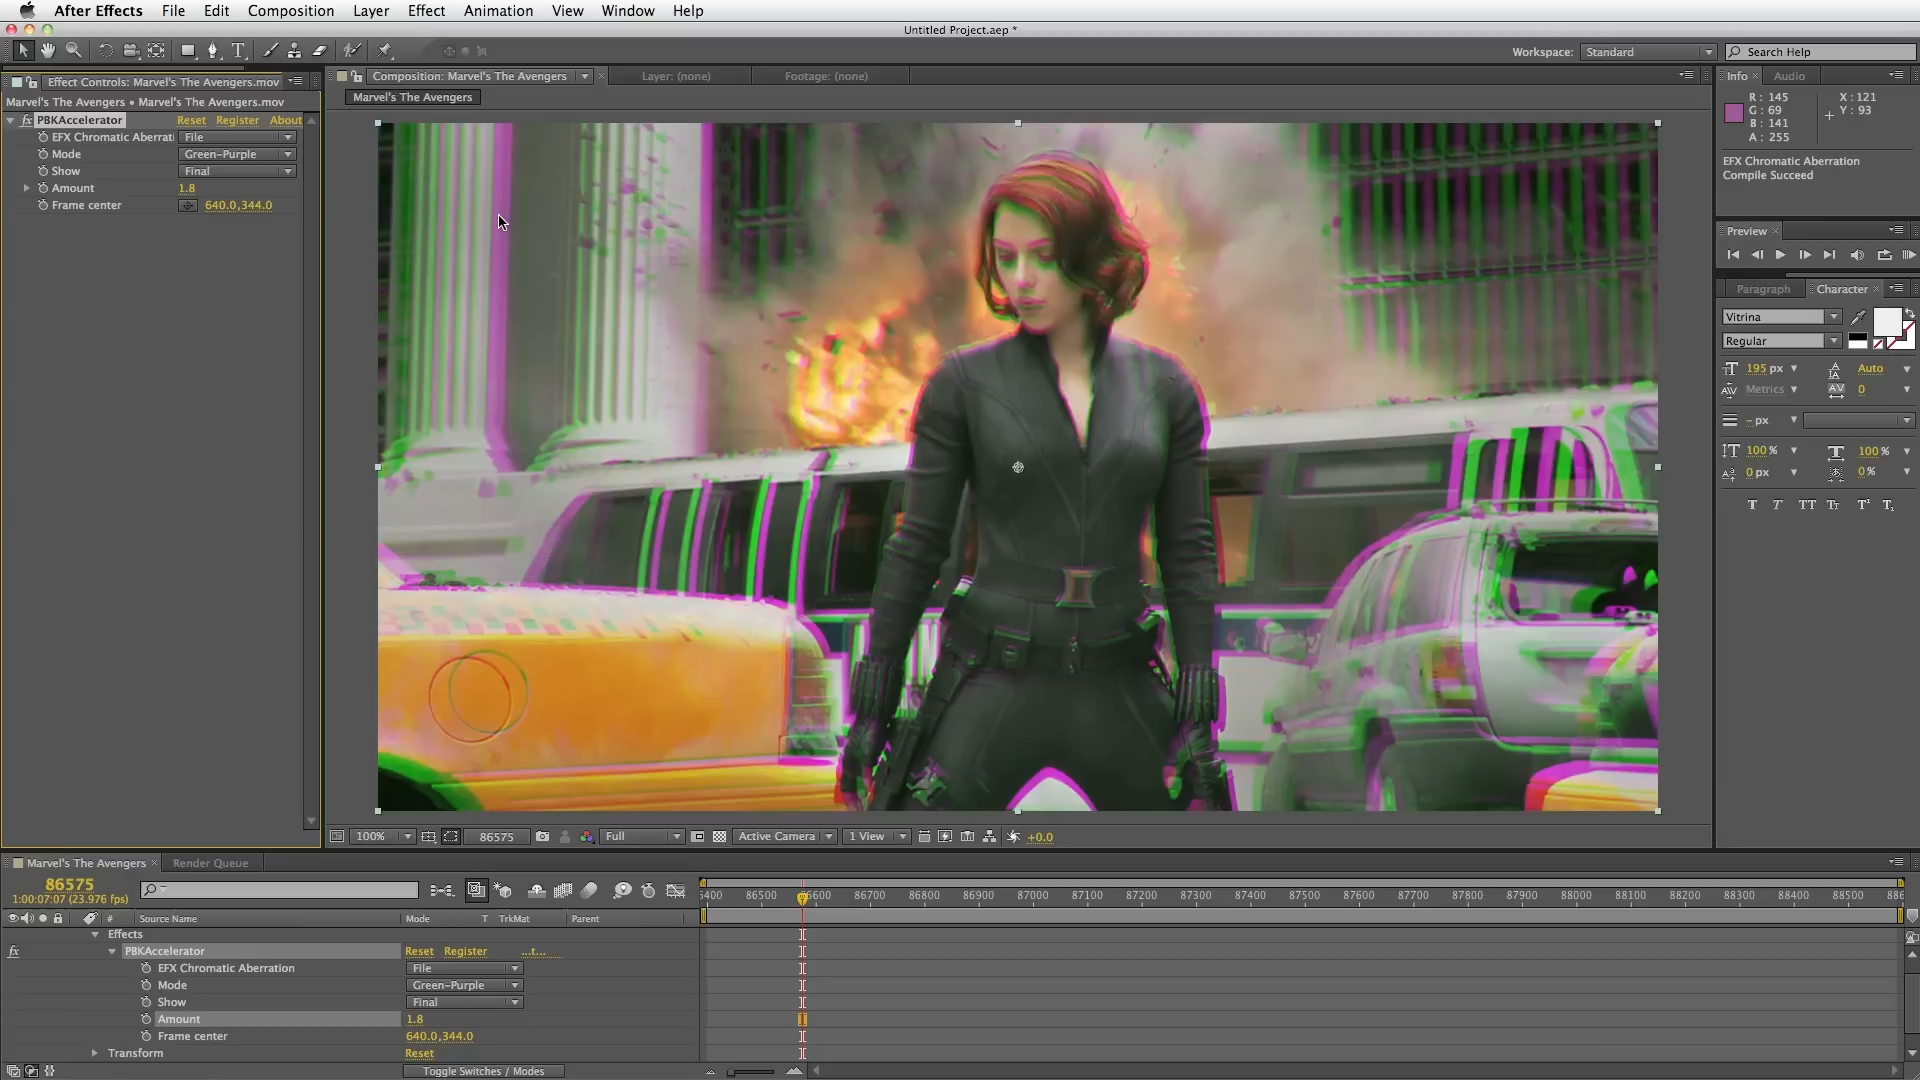 After Effects File Edit Composition Layer Effect Animation View Window Help
Untitled Project.aep *
Workspace: Standard Search Help
Effect Controls: Marvel's The Avengers.mov
Marvel's The Avengers • Marvel's The Avengers.mov
fx PBKAccelerator Reset Register About
EFX Chromatic Aberrati File
Mode Green-Purple
Show Final
Amount 1.8
Frame center 640.0,344.0
Composition: Marvel's The Avengers Layer: (none) Footage: (none)
Marvel's The Avengers
Info Audio
R: 145 X: 121
G: 69 Y: 93
B: 141
A: 255
EFX Chromatic Aberration
Compile Succeed
Preview
Paragraph Character
Vitrina
Regular
195 px Auto
Metrics 0
- px
100 % 100 %
0 px 0 %
T T TT Tt T¹ T₁
100% 86575 Full Active Camera 1 View +0.0
Marvel's The Avengers Render Queue
86575
1:00:07:07 (23.976 fps)
5400 86500 86600 86700 86800 86900 87000 87100 87200 87300 87400 87500 87600 87700 87800 87900 88000 88100 88200 88300 88400 88500 886
# Source Name Mode T TrkMat Parent
Effects
fx PBKAccelerator Reset Register ...t...
EFX Chromatic Aberration File
Mode Green-Purple
Show Final
Amount 1.8
Frame center 640.0,344.0
Transform Reset
Toggle Switches / Modes